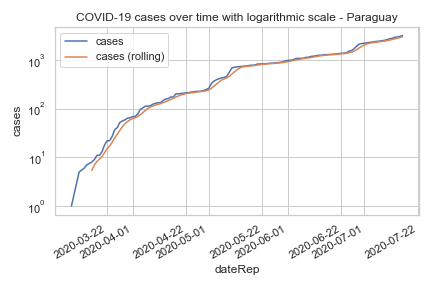 COVID-19 cases over time with logarithmic scale - Paraguay
cases
cases (rolling)
10³
10²
10¹
10⁰
cases
2020-03-22
2020-04-01
2020-04-22
2020-05-01
2020-05-22
2020-06-01
2020-06-22
2020-07-01
2020-07-22
dateRep